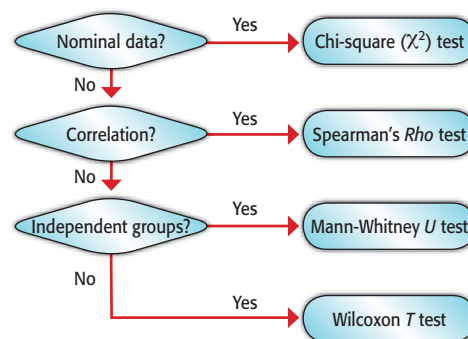 Nominal data?
Yes
Chi-square (χ²) test
No
Correlation?
Yes
Spearman's Rho test
No
Independent groups?
Yes
Mann-Whitney U test
No
Yes
Wilcoxon T test